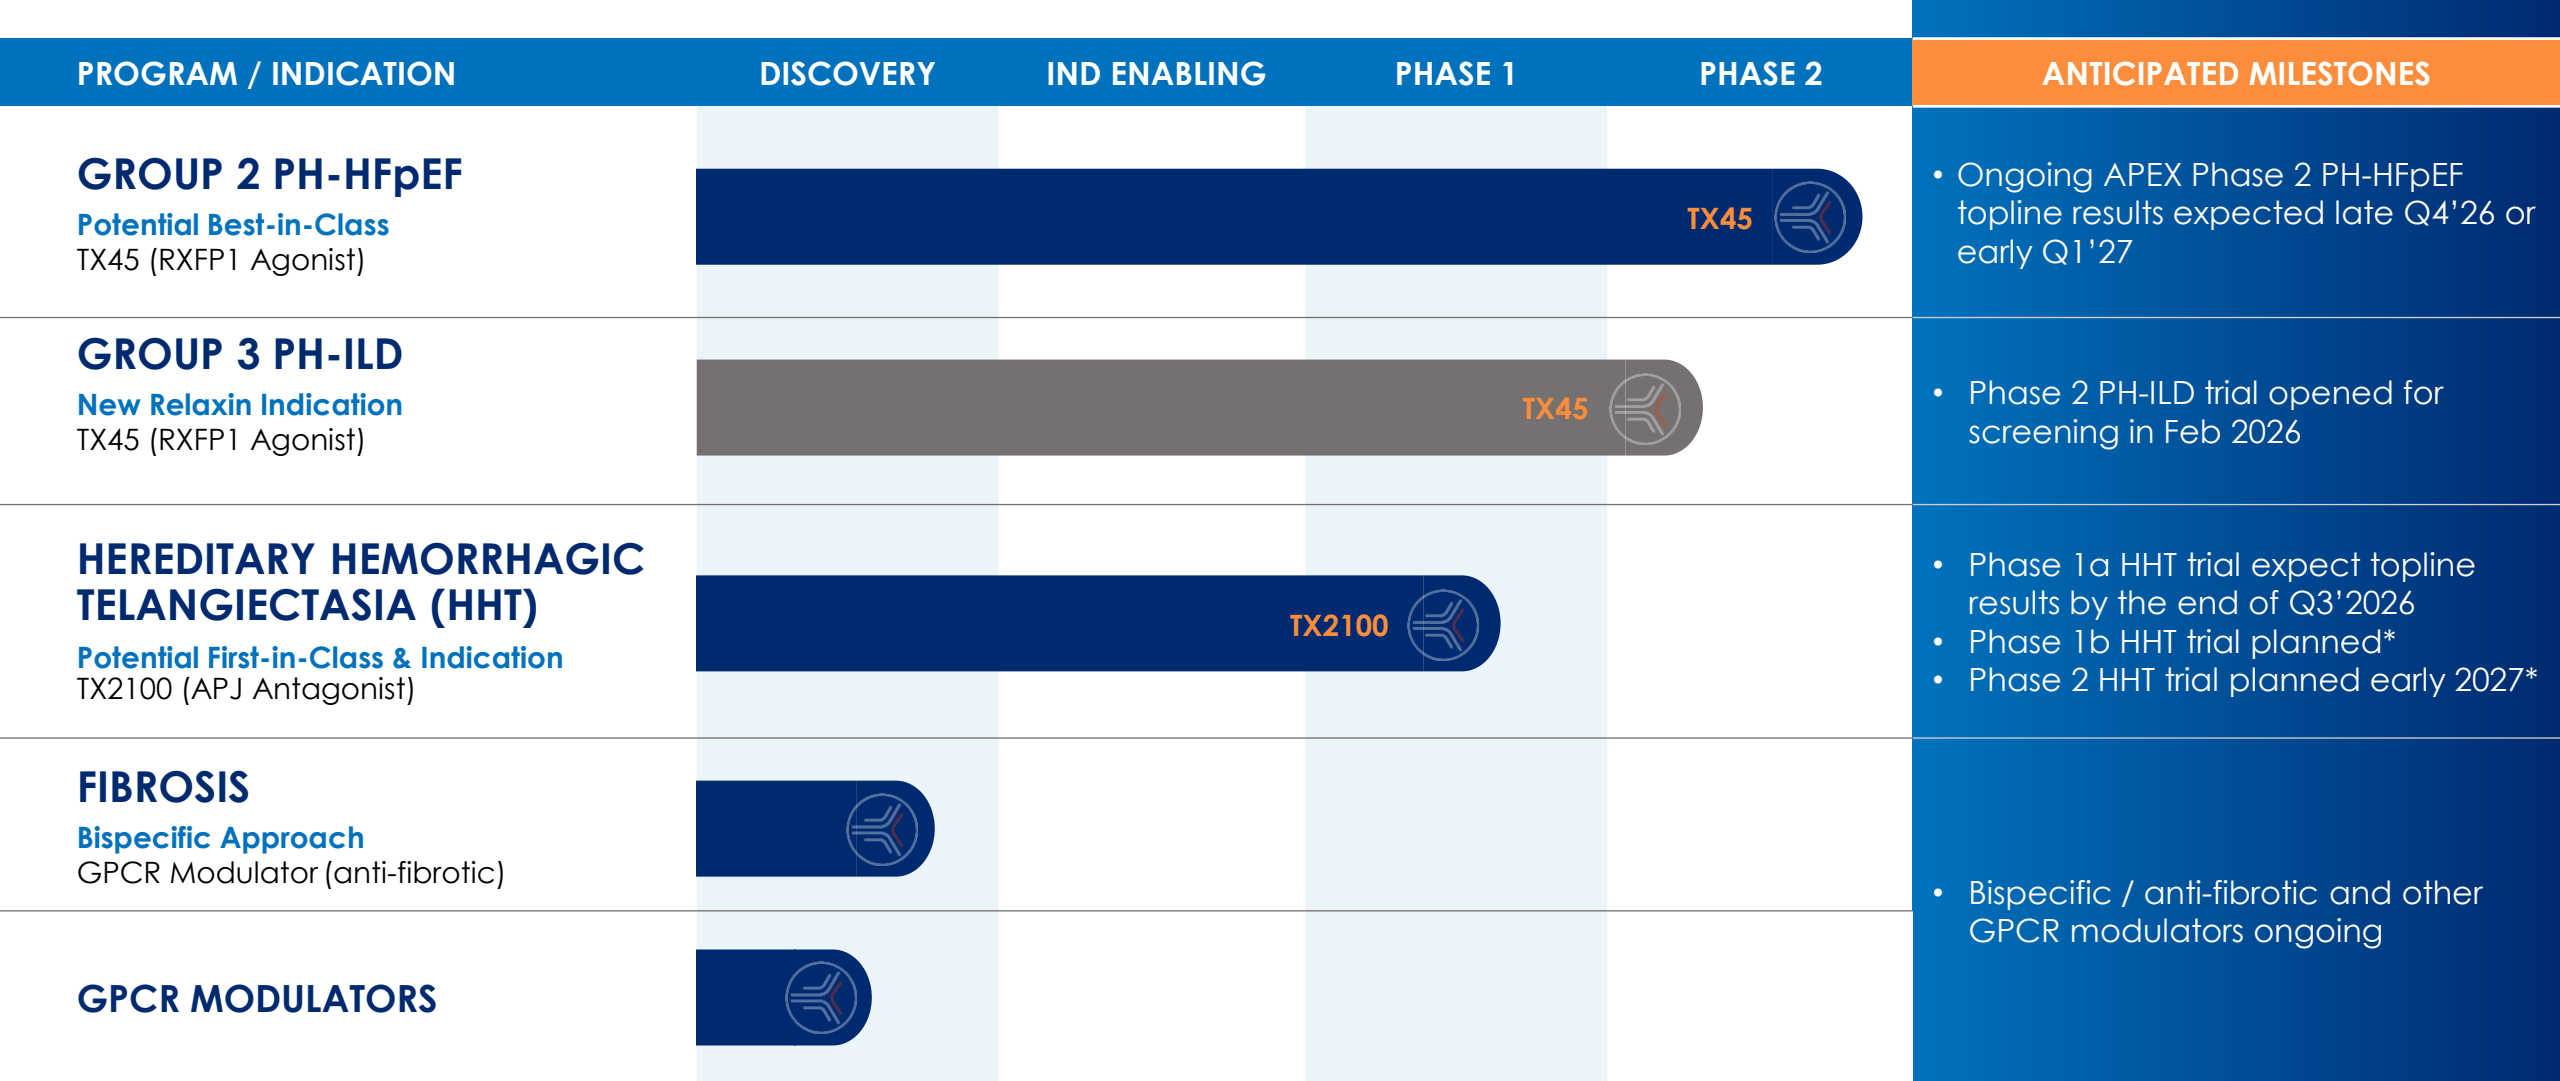 PROGRAM / INDICATION
DISCOVERY
IND ENABLING
PHASE 1
PHASE 2
ANTICIPATED MILESTONES
GROUP 2 PH-HFpEF
Potential Best-in-Class
TX45 (RXFP1 Agonist)
TX45
• Ongoing APEX Phase 2 PH-HFpEF
topline results expected late Q4’26 or
early Q1’27
GROUP 3 PH-ILD
New Relaxin Indication
TX45 (RXFP1 Agonist)
TX45
• Phase 2 PH-ILD trial opened for
screening in Feb 2026
HEREDITARY HEMORRHAGIC
TELANGIECTASIA (HHT)
Potential First-in-Class & Indication
TX2100 (APJ Antagonist)
TX2100
• Phase 1a HHT trial expect topline
results by the end of Q3’2026
• Phase 1b HHT trial planned*
• Phase 2 HHT trial planned early 2027*
FIBROSIS
Bispecific Approach
GPCR Modulator (anti-fibrotic)
• Bispecific / anti-fibrotic and other
GPCR modulators ongoing
GPCR MODULATORS